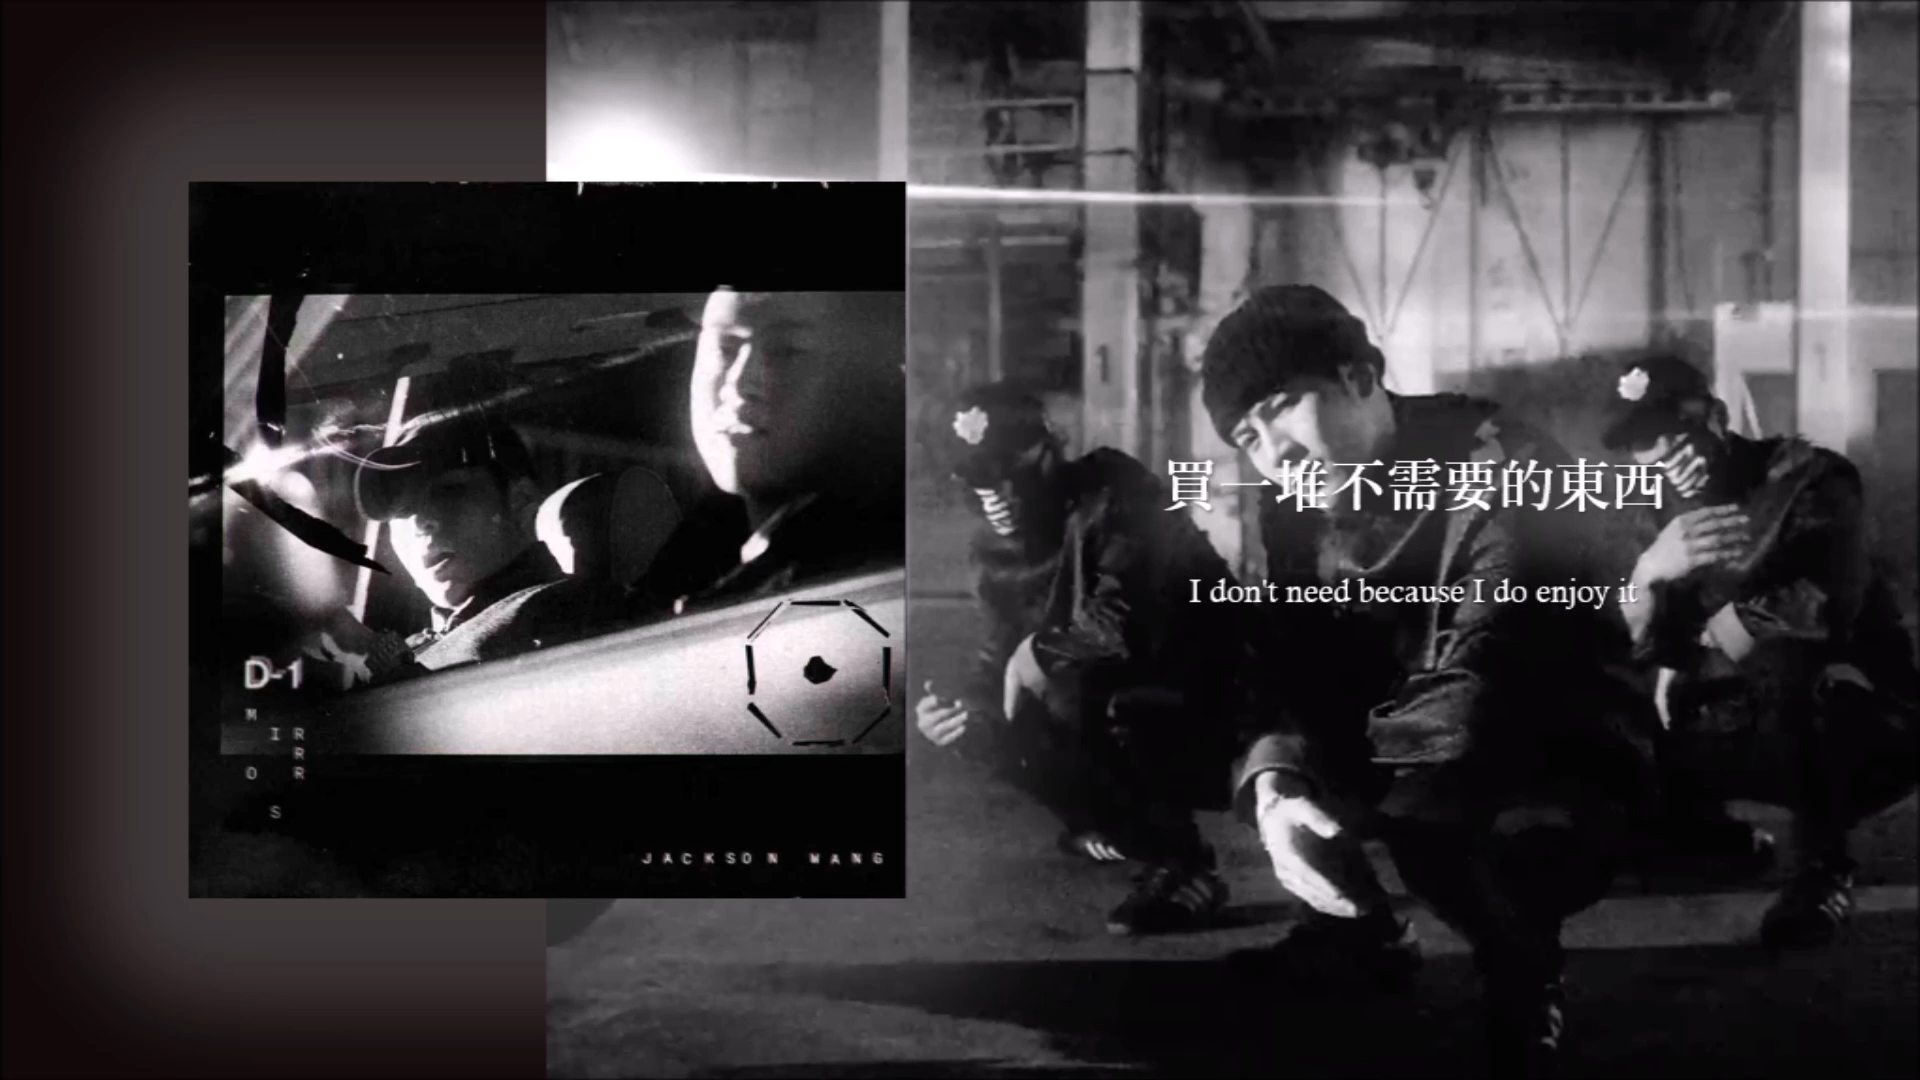 D-1
M
I R
R
O R
S
JACKSON WANG
買一堆不需要的東西
I don't need because I do enjoy it